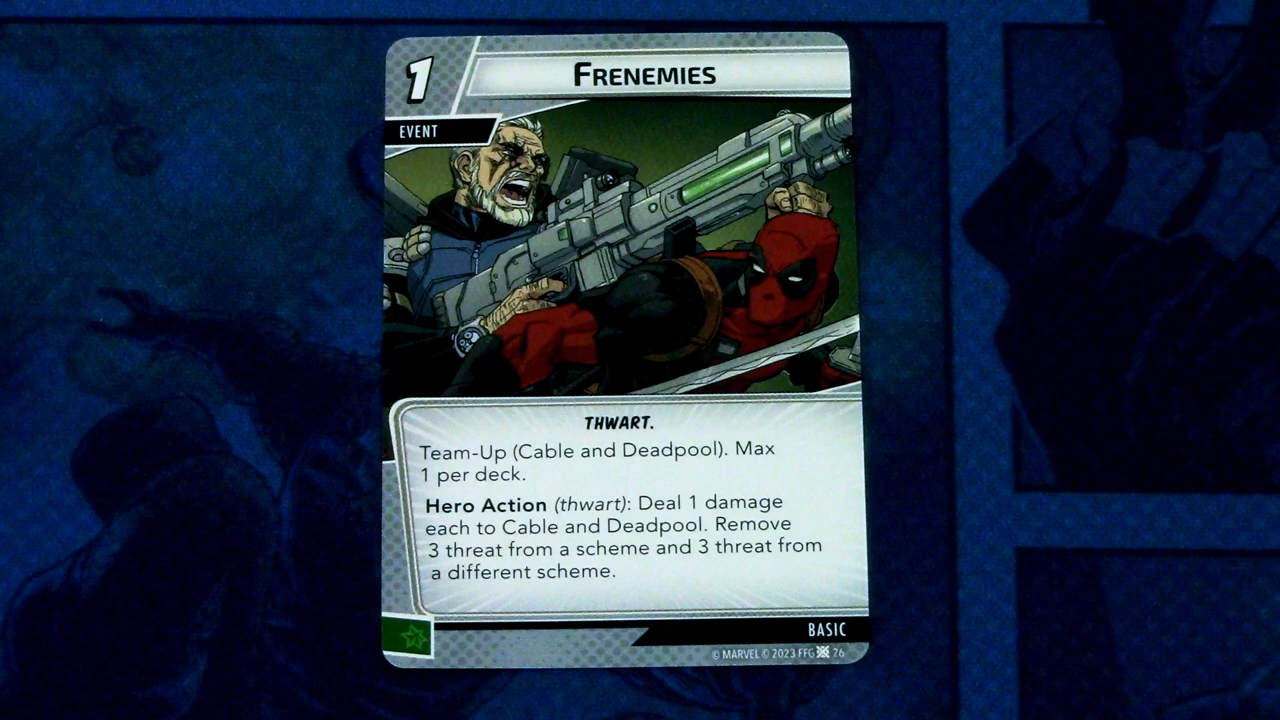 1
FRENEMIES
EVENT
THWART.
Team-Up (Cable and Deadpool). Max
1 per deck.
Hero Action (thwart): Deal 1 damage
each to Cable and Deadpool. Remove
3 threat from a scheme and 3 threat from
a different scheme.
BASIC
© MARVEL © 2023 FFG 26